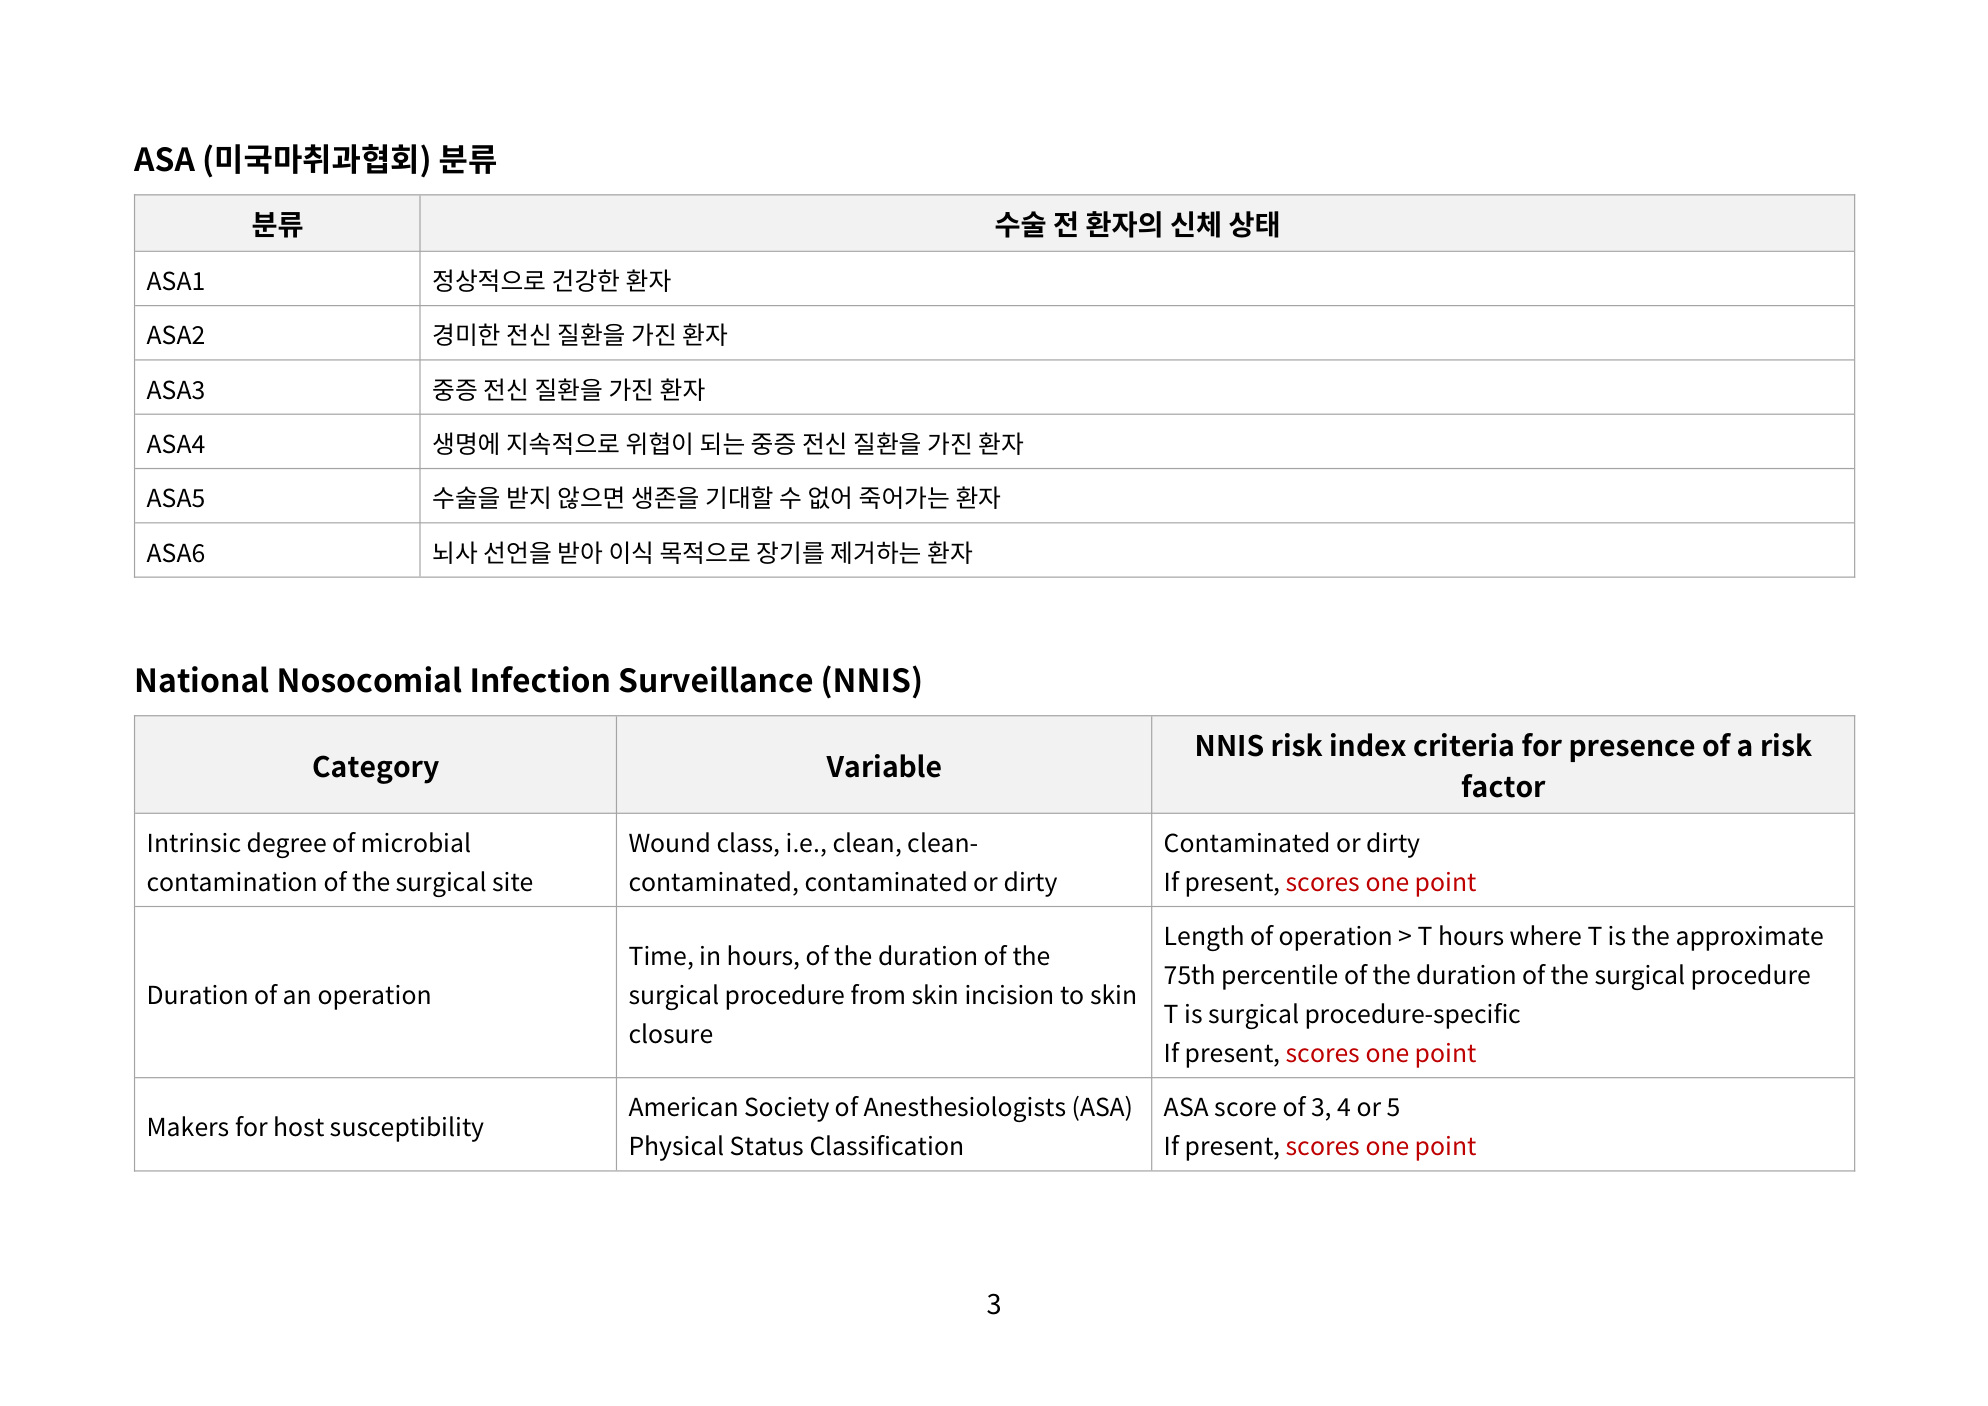 ASA (미국마취과협회) 분류
분류 수술 전 환자의 신체 상태
ASA1 정상적으로 건강한 환자
ASA2 경미한 전신 질환을 가진 환자
ASA3 중증 전신 질환을 가진 환자
ASA4 생명에 지속적으로 위협이 되는 중증 전신 질환을 가진 환자
ASA5 수술을 받지 않으면 생존을 기대할 수 없어 죽어가는 환자
ASA6 뇌사 선언을 받아 이식 목적으로 장기를 제거하는 환자
National Nosocomial Infection Surveillance (NNIS)
Category
Variable
NNIS risk index criteria for presence of a risk
factor
Intrinsic degree of microbial
contamination of the surgical site
Wound class, i.e., clean, clean-
contaminated, contaminated or dirty
Contaminated or dirty
If present, scores one point
Duration of an operation
Time, in hours, of the duration of the
surgical procedure from skin incision to skin
closure
Length of operation > T hours where T is the approximate
75th percentile of the duration of the surgical procedure
T is surgical procedure-specific
If present, scores one point
Makers for host susceptibility
American Society of Anesthesiologists (ASA)
Physical Status Classification
ASA score of 3, 4 or 5
If present, scores one point
3